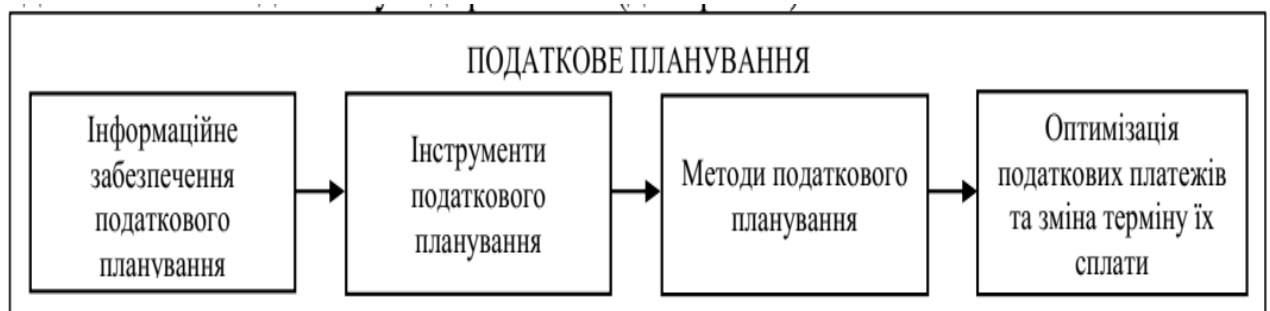 ПОДАТКОВЕ ПЛАНУВАННЯ
Інформаційне
забезпечення
податкового
планування
Інструменти
податкового
планування
Методи податкового
планування
Оптимізація
податкових платежів
та зміна терміну їх
сплати